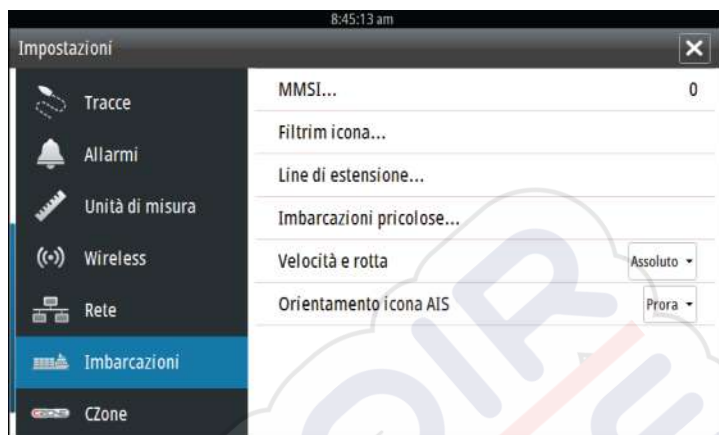 8:45:13 am
Impostazioni
Tracce
Allarmi
Unità di misura
Wireless
Rete
Imbarcazioni
CZone
MMSI... 0
Filtrim icona...
Line di estensione...
Imbarcazioni pricolose...
Velocità e rotta Assoluto
Orientamento icona AIS Prora